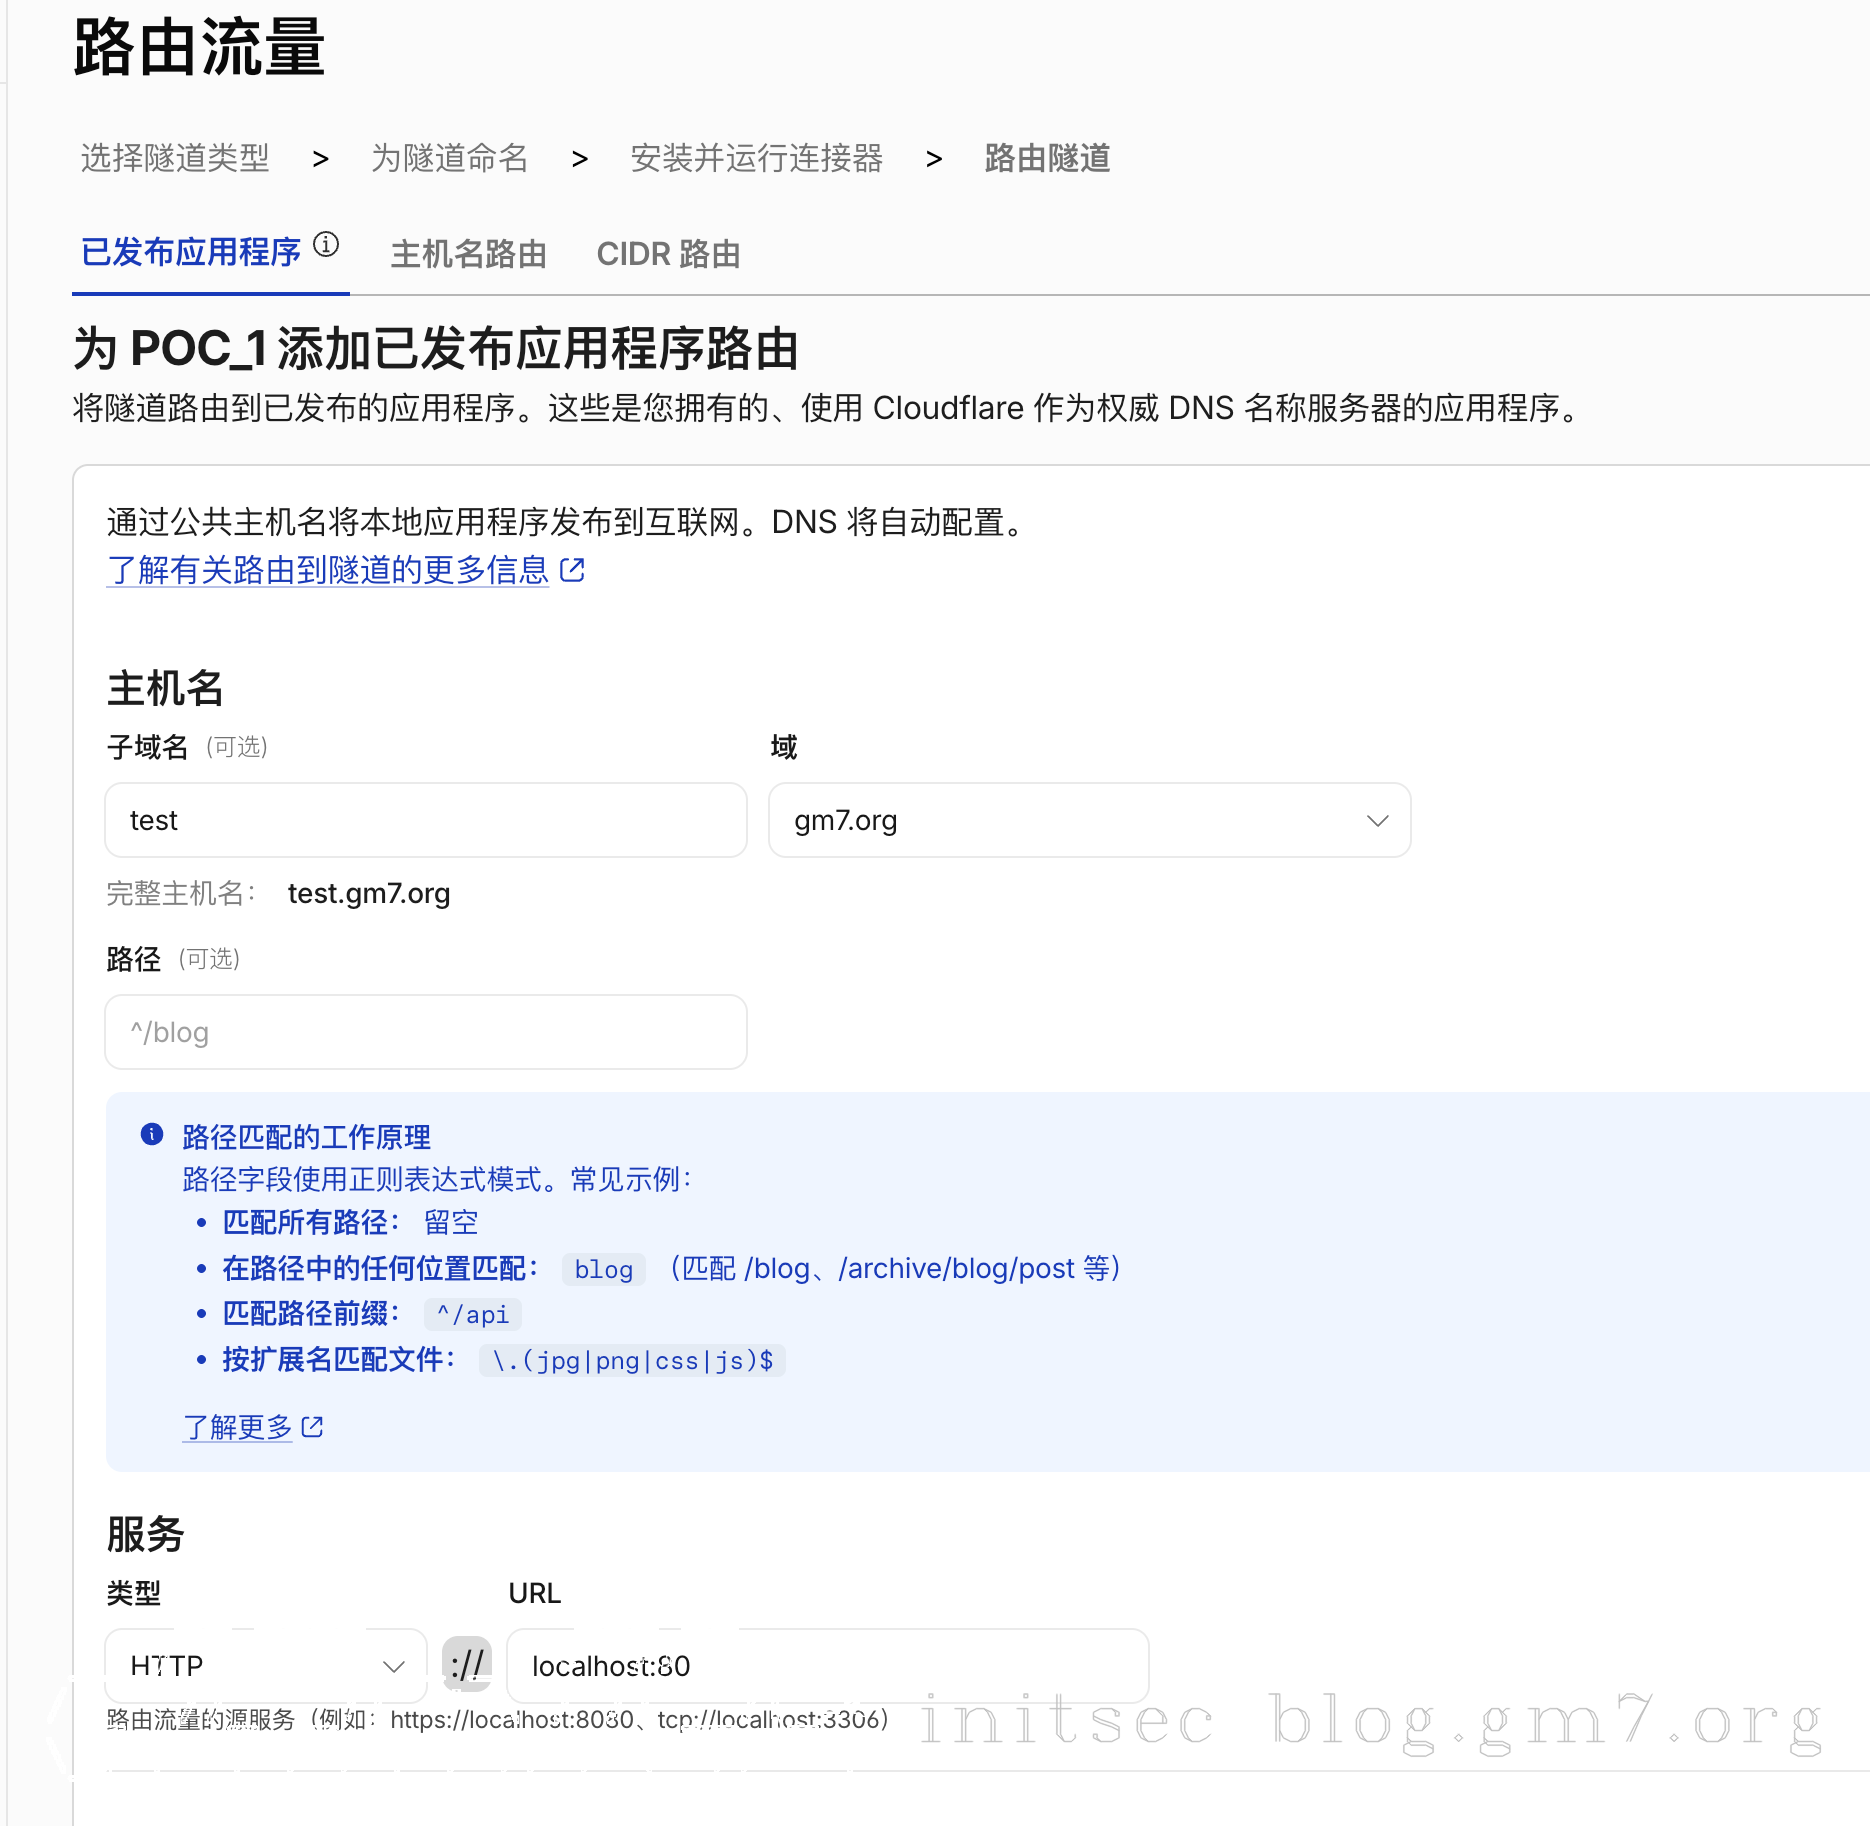 路由流量
选择隧道类型 > 为隧道命名 > 安装并运行连接器 > 路由隧道
已发布应用程序 主机名路由 CIDR 路由
为 POC_1 添加已发布应用程序路由
将隧道路由到已发布的应用程序。这些是您拥有的、使用 Cloudflare 作为权威 DNS 名称服务器的应用程序。
通过公共主机名将本地应用程序发布到互联网。DNS 将自动配置。
了解有关路由到隧道的更多信息
主机名
子域名 (可选) 域
test gm7.org
完整主机名: test.gm7.org
路径 (可选)
^/blog
路径匹配的工作原理
路径字段使用正则表达式模式。常见示例:
• 匹配所有路径: 留空
• 在路径中的任何位置匹配: blog (匹配 /blog、/archive/blog/post 等)
• 匹配路径前缀: ^/api
• 按扩展名匹配文件: \.(jpg|png|css|js)$
了解更多
服务
类型 URL
HTTP :// localhost:80
路由流量的源服务 (例如: https://localhost:8080、tcp://localhost:3306)
initsec blog.gm7.org